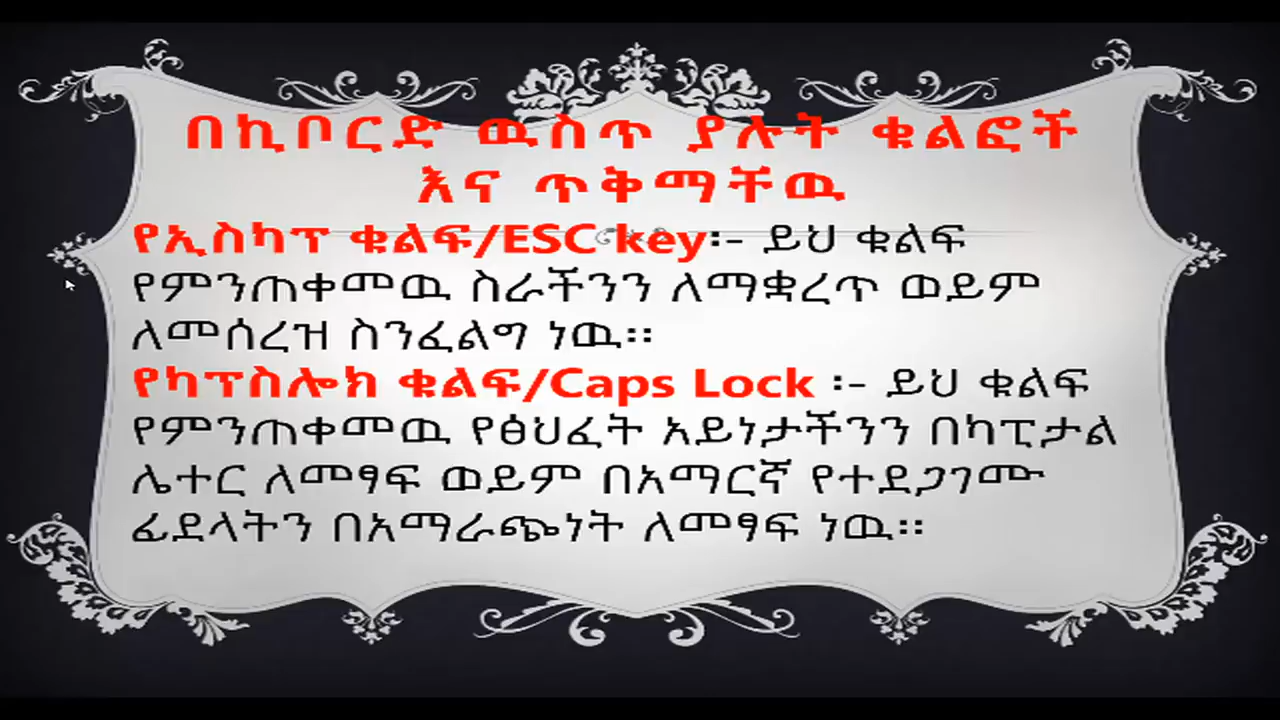 በኪቦርድ ዉስጥ ያሉት ቁልፎች
እና ጥቅማቸዉ
የኢስካፕ ቁልፍ/ESC key፡- ይህ ቁልፍ
የምንጠቀመዉ ስራችንን ለማቋረጥ ወይም
ለመሰረዝ ስንፈልግ ነዉ፡፡
የካፕስሎክ ቁልፍ/Caps Lock ፡- ይህ ቁልፍ
የምንጠቀመዉ የፅህፈት አይነታችንን በካፒታል
ሌተር ለመፃፍ ወይም በአማርኛ የተደጋገሙ
ፊደላትን በአማራጭነት ለመፃፍ ነዉ፡፡